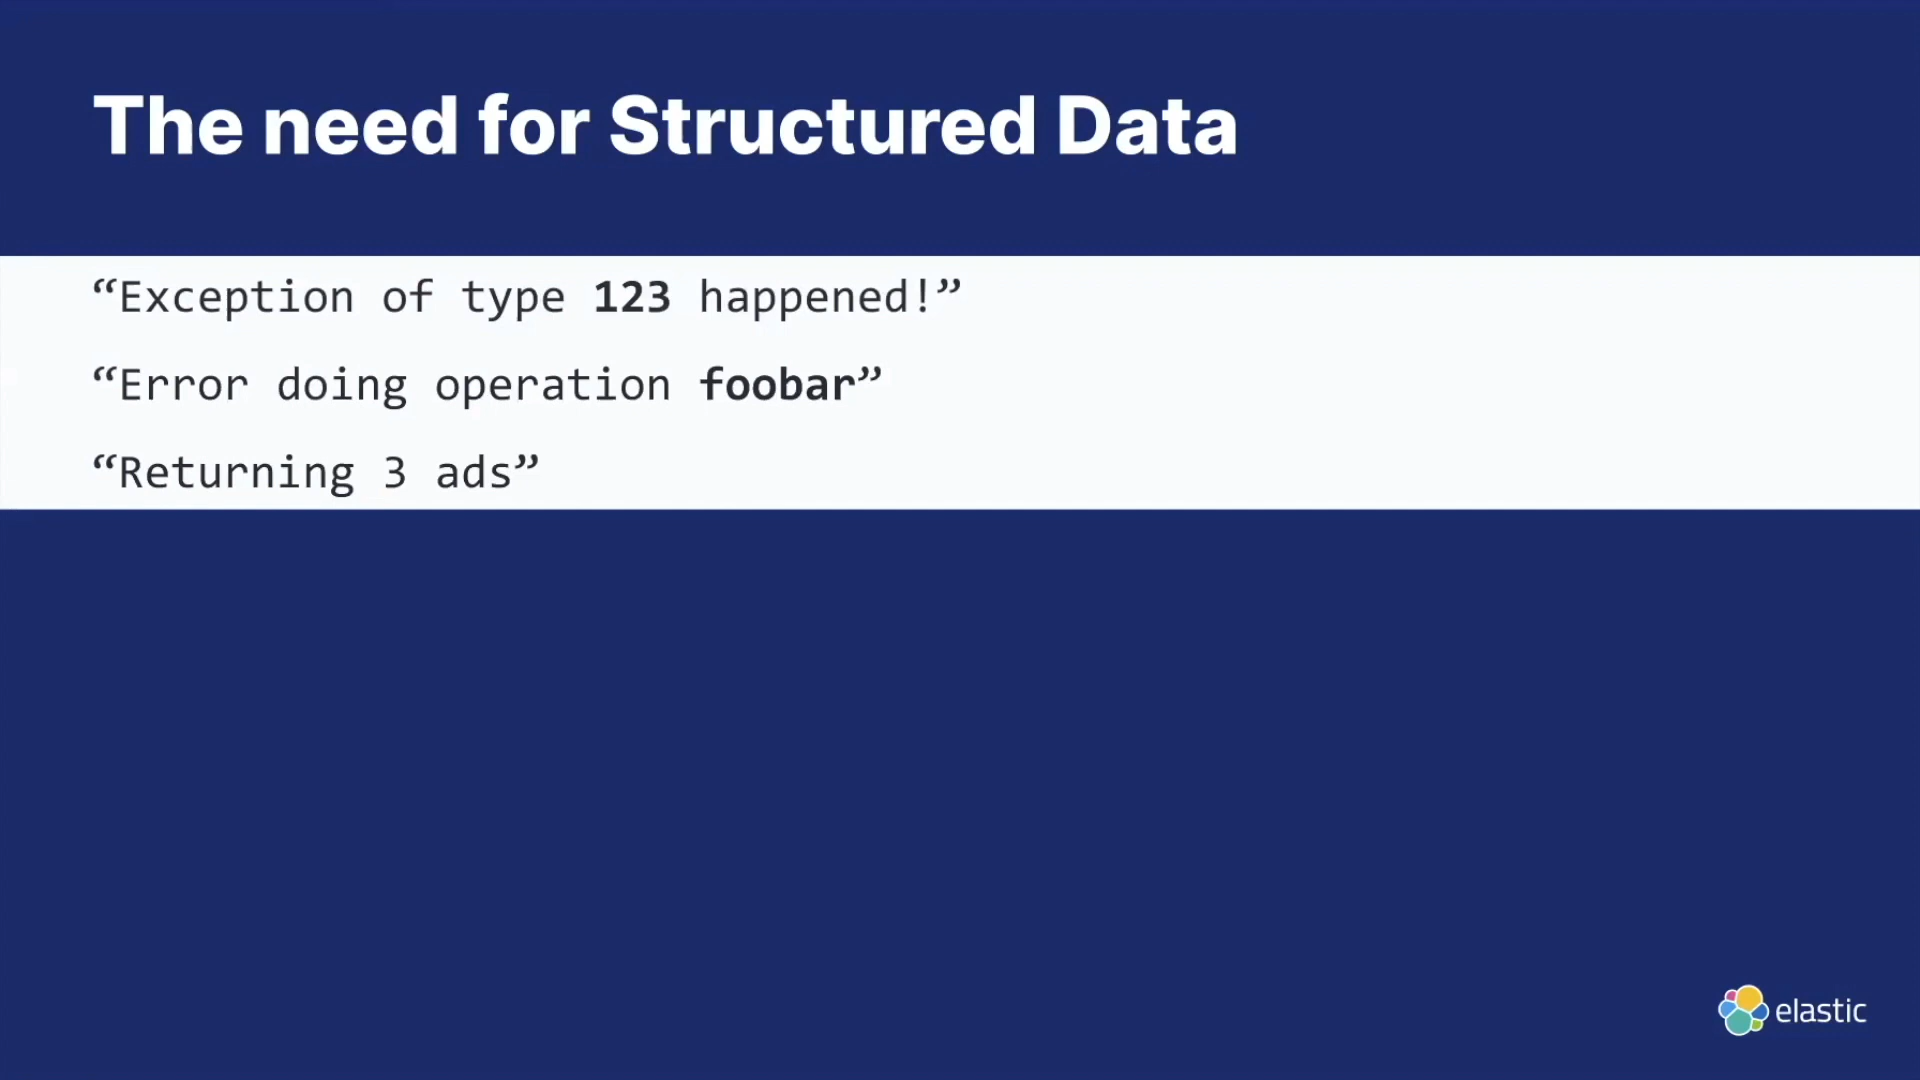 The need for Structured Data
“Exception of type 123 happened!”
“Error doing operation foobar”
“Returning 3 ads”
elastic